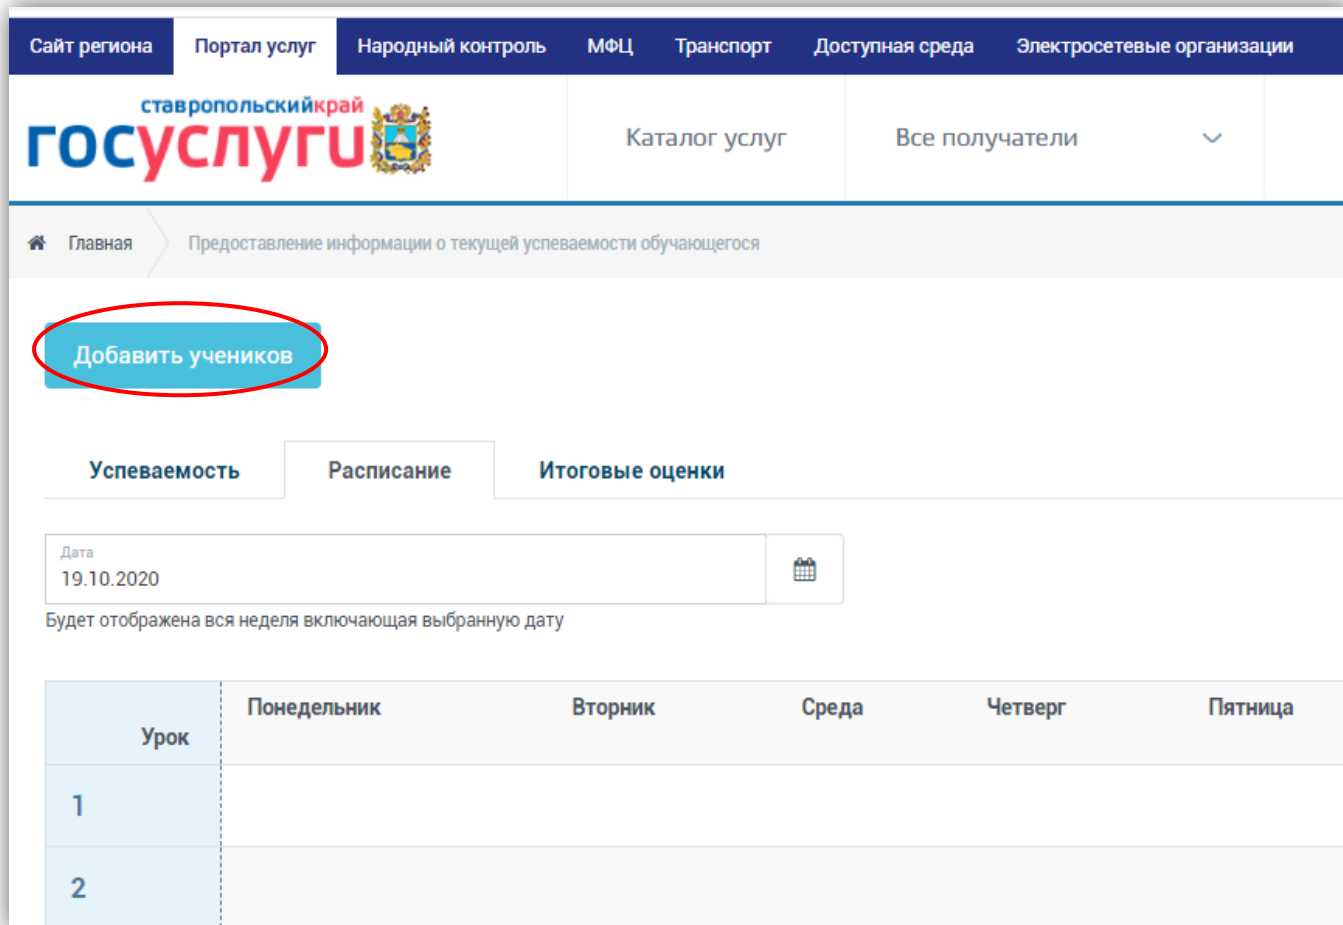 Сайт региона Портал услуг Народный контроль МФЦ Транспорт Доступная среда Электросетевые организации
ставропольскийкрай
госуслуги
Каталог услуг Все получатели
Главная Предоставление информации о текущей успеваемости обучающегося
Добавить учеников
Успеваемость Расписание Итоговые оценки
Дата
19.10.2020
Будет отображена вся неделя включающая выбранную дату
Понедельник Вторник Среда Четверг Пятница
Урок
1
2